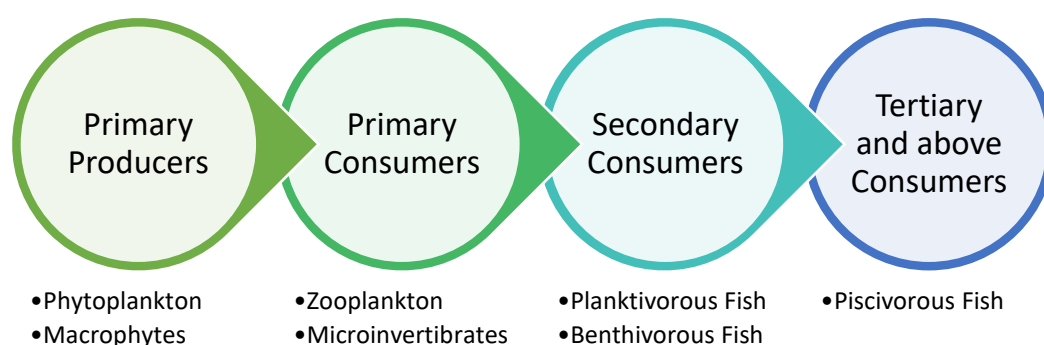 Primary
Producers
Primary
Consumers
Secondary
Consumers
Tertiary
and above
Consumers
•Phytoplankton
•Macrophytes
•Zooplankton
•Microinvertibrates
•Planktivorous Fish
•Benthivorous Fish
•Piscivorous Fish